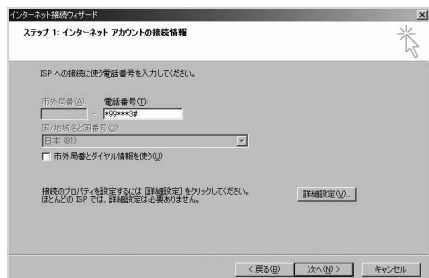 インターネット接続ウィザード
ステップ 1: インターネット アカウントの接続情報
ISP への接続に使う電話番号を入力してください。
市外局番(A): 電話番号(T):
- *99***3#
国/地域名と国番号(C):
日本 (81)
市外局番とダイヤル情報を使う(U)
接続のプロパティを設定するには [詳細設定] をクリックしてください。
ほとんどの ISP では、詳細設定は必要ありません。
詳細設定(V)...
< 戻る(B) 次へ(N) > キャンセル